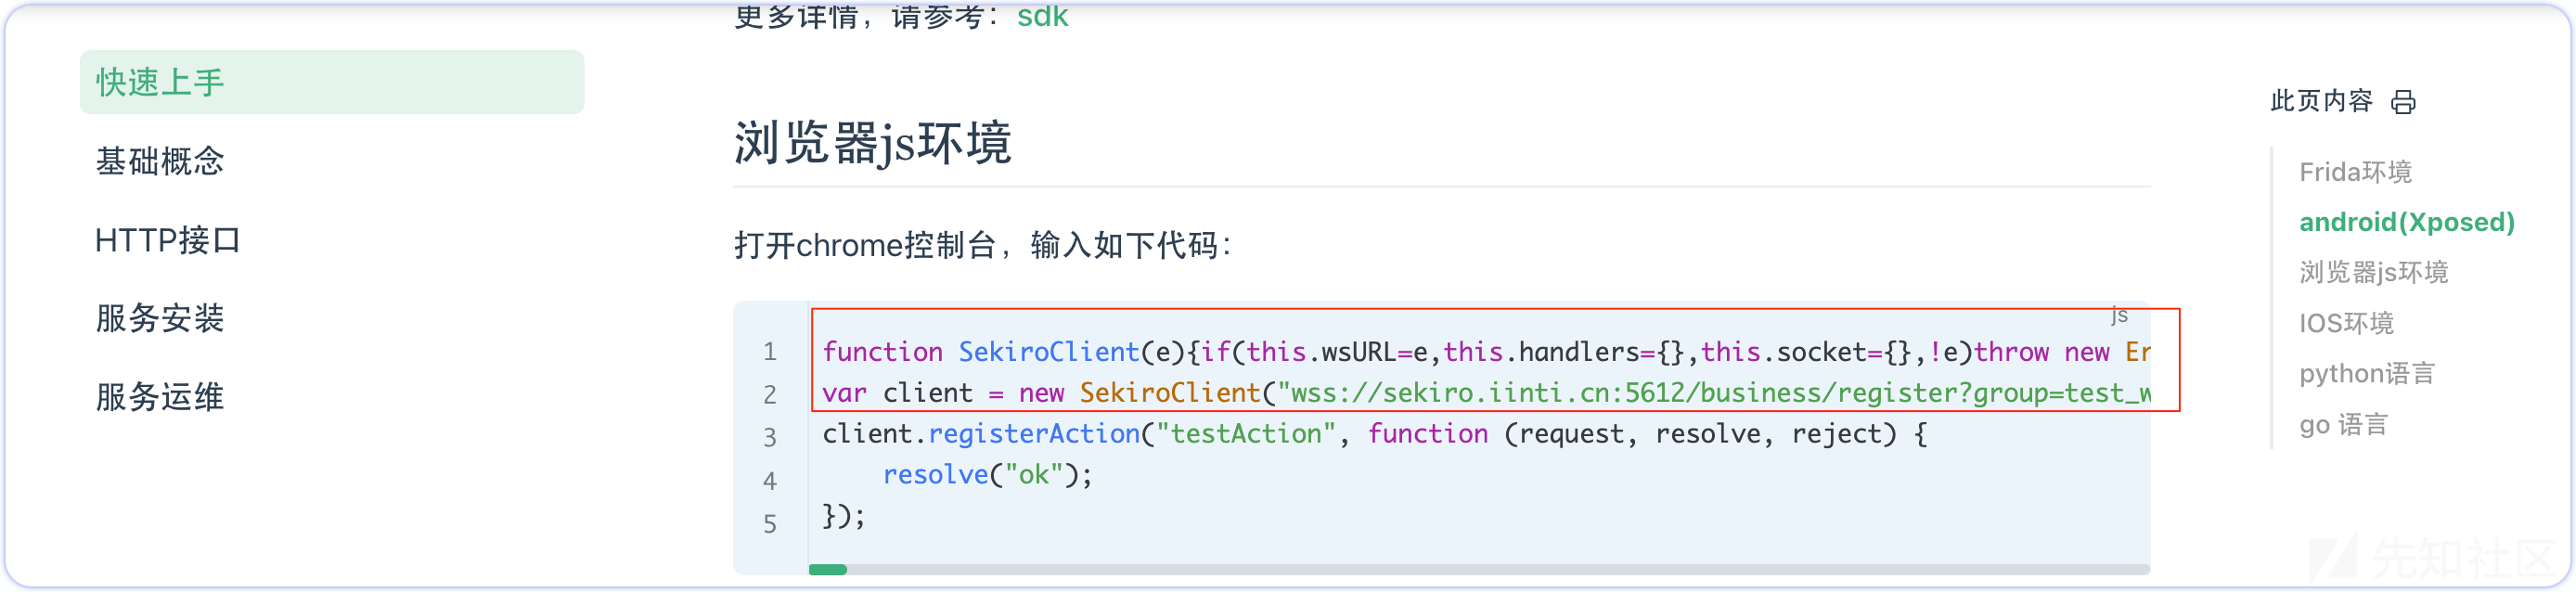 更多详情，请参考：sdk
快速上手
基础概念
HTTP接口
服务安装
服务运维
浏览器js环境
打开chrome控制台，输入如下代码：
js
1 function SekiroClient(e){if(this.wsURL=e,this.handlers={},this.socket={},!e)throw new Er
2 var client = new SekiroClient("wss://sekiro.iinti.cn:5612/business/register?group=test_w
3 client.registerAction("testAction", function (request, resolve, reject) {
4 resolve("ok");
5 });
此页内容
Frida环境
android(Xposed)
浏览器js环境
IOS环境
python语言
go 语言
先知社区